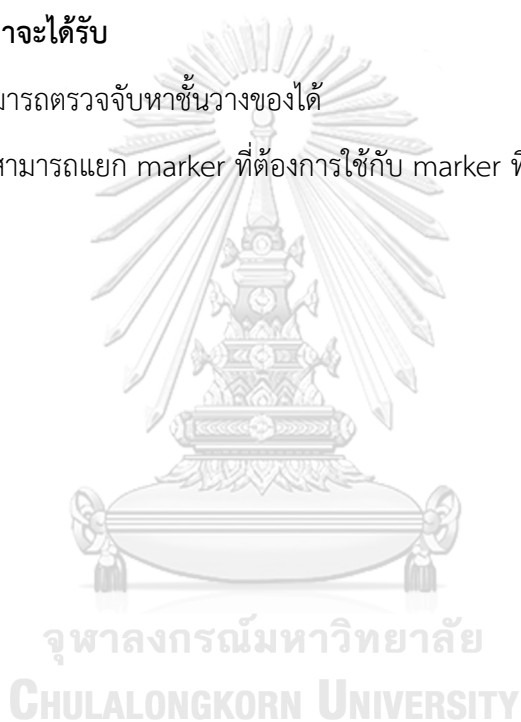 าจะได้รับ
มารถตรวจจับหาชั้นวางของได้
สามารถแยก marker ที่ต้องการใช้กับ marker ที่
จุฬาลงกรณ์มหาวิทยาลัย
CHULALONGKORN UNIVERSITY